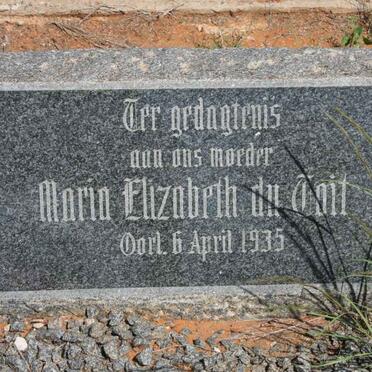 Ter gedagtenis
aan ons moeder
Maria Elizabeth du Toit
Oorl. 6 April 1935